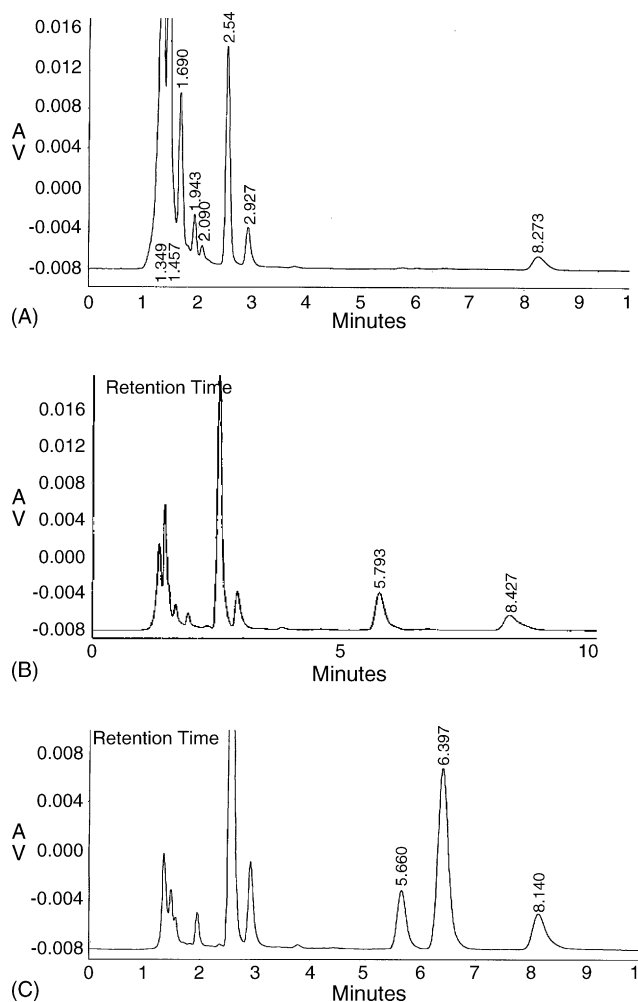 0.016
0.012
0.008
0.004
0.000
-0.004
-0.008
A
V
1.349
1.457
1.690
1.943
2.090
2.54
2.927
8.273
0 1 2 3 4 5 6 7 8 9 1
Minutes
(A)
Retention Time
0.016
0.012
0.008
0.004
0.000
-0.004
-0.008
A
V
5.793
8.427
0 5 10
Minutes
(B)
Retention Time
0.008
0.004
0.000
-0.004
-0.008
A
V
5.660
6.397
8.140
0 1 2 3 4 5 6 7 8 9 1
Minutes
(C)